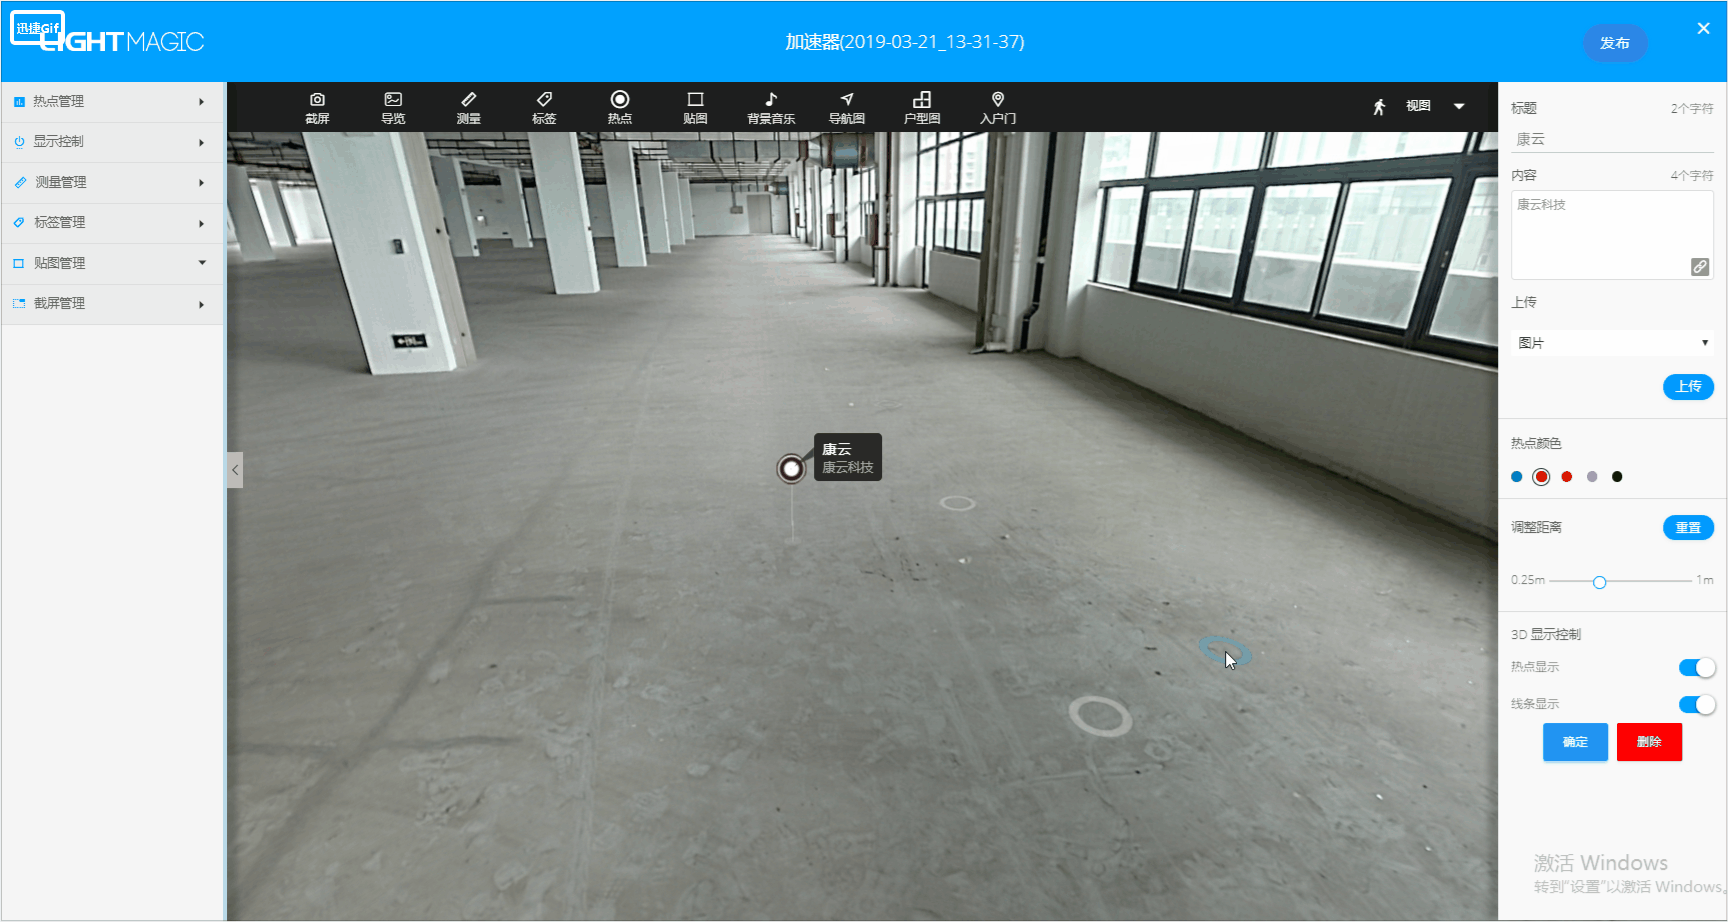 迅捷Gif
LIGHT MAGIC
加速器(2019-03-21_13-31-37)
发布
热点管理
显示控制
测量管理
标签管理
贴图管理
截屏管理
截屏
导览
测量
标签
热点
贴图
背景音乐
导航图
户型图
入户门
视图
康云
康云科技
标题
2个字符
康云
内容
4个字符
康云科技
上传
图片
上传
热点颜色
调整距离
重置
0.25m
1m
3D 显示控制
热点显示
线条显示
确定
删除
激活 Windows
转到"设置"以激活 Windows。